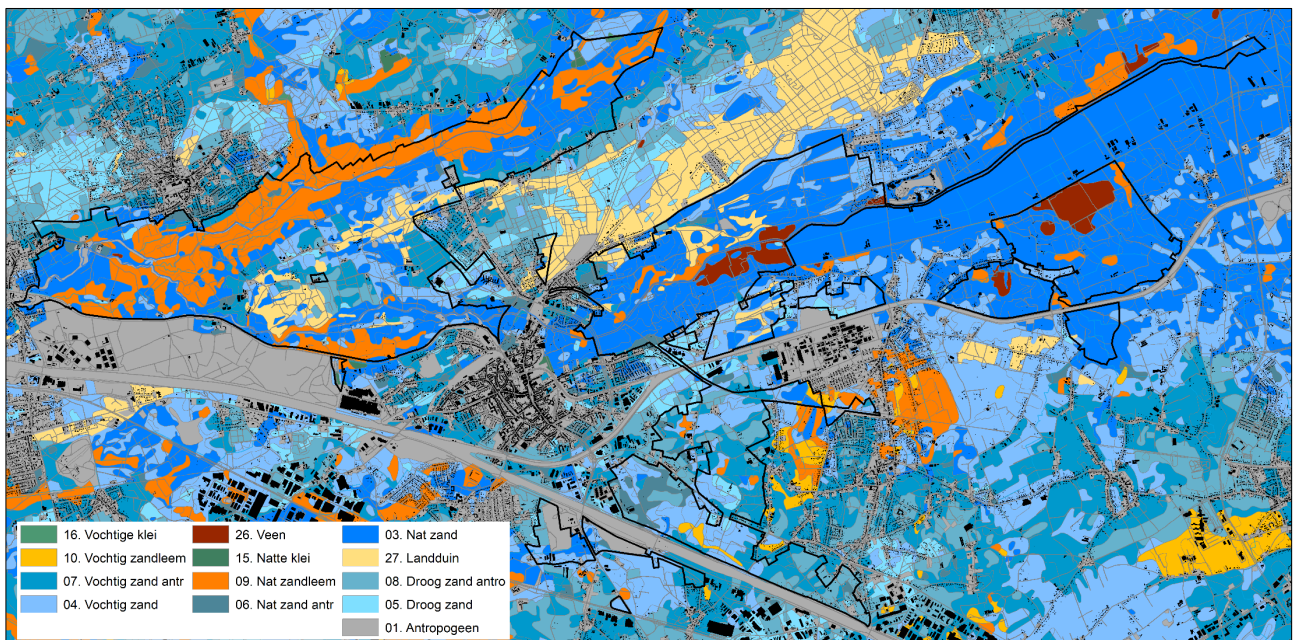 16. Vochtige klei
26. Veen
03. Nat zand
10. Vochtig zandleem
15. Natte klei
27. Landduin
07. Vochtig zand antr
09. Nat zandleem
08. Droog zand antro
04. Vochtig zand
06. Nat zand antr
05. Droog zand
01. Antropogeen